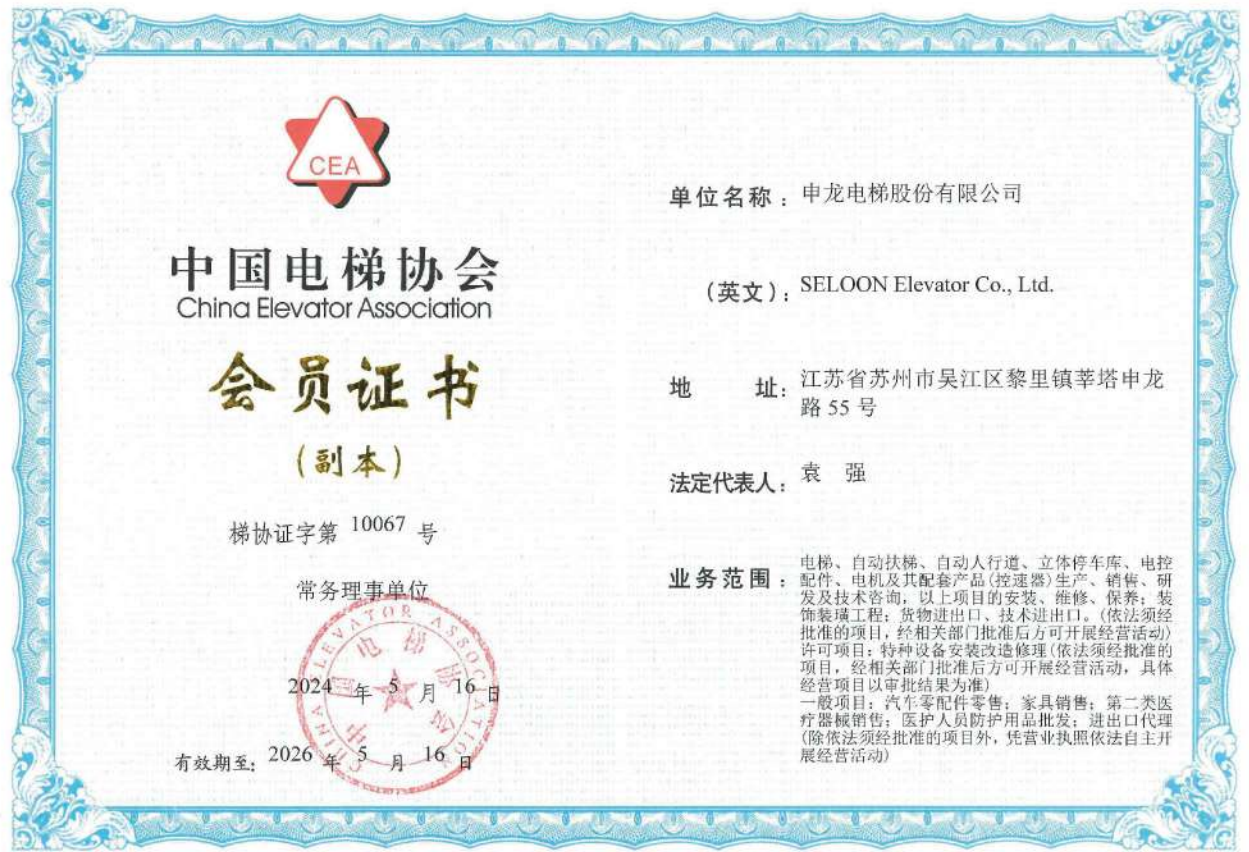 CEA
中国电梯协会
China Elevator Association
会员证书
(副本)
梯协证字第 10067 号
常务理事单位
CHINA ELEVATOR ASSOCIATION
中国电梯协会
2024 年 5 月 16 日
有效期至: 2026 年 5 月 16 日
单位名称: 申龙电梯股份有限公司
(英文): SELOON Elevator Co., Ltd.
地 址: 江苏省苏州市吴江区黎里镇莘塔申龙
路 55 号
法定代表人: 袁 强
业务范围: 电梯、自动扶梯、自动人行道、立体停车库、电控
配件、电机及其配套产品(控速器)生产、销售、研
发及技术咨询, 以上项目的安装、维修、保养; 装
饰装璜工程; 货物进出口、技术进出口。(依法须经
批准的项目, 经相关部门批准后方可开展经营活动)
许可项目: 特种设备安装改造修理(依法须经批准的
项目, 经相关部门批准后方可开展经营活动, 具体
经营项目以审批结果为准)
一般项目: 汽车零配件零售; 家具销售; 第二类医
疗器械销售; 医护人员防护用品批发; 进出口代理
(除依法须经批准的项目外, 凭营业执照依法自主开
展经营活动)